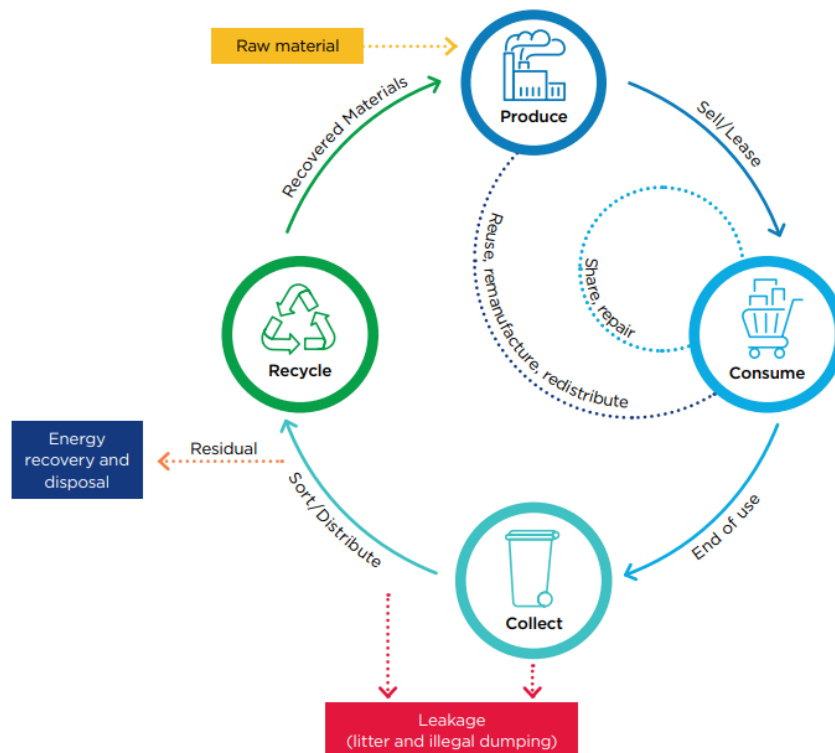 Raw material
Produce
Sell/Lease
Recovered Materials
Reuse, remanufacture, redistribute
Share, repair
Consume
Recycle
Energy
recovery and
disposal
Residual
Sort/Distribute
End of use
Collect
Leakage
(litter and illegal dumping)